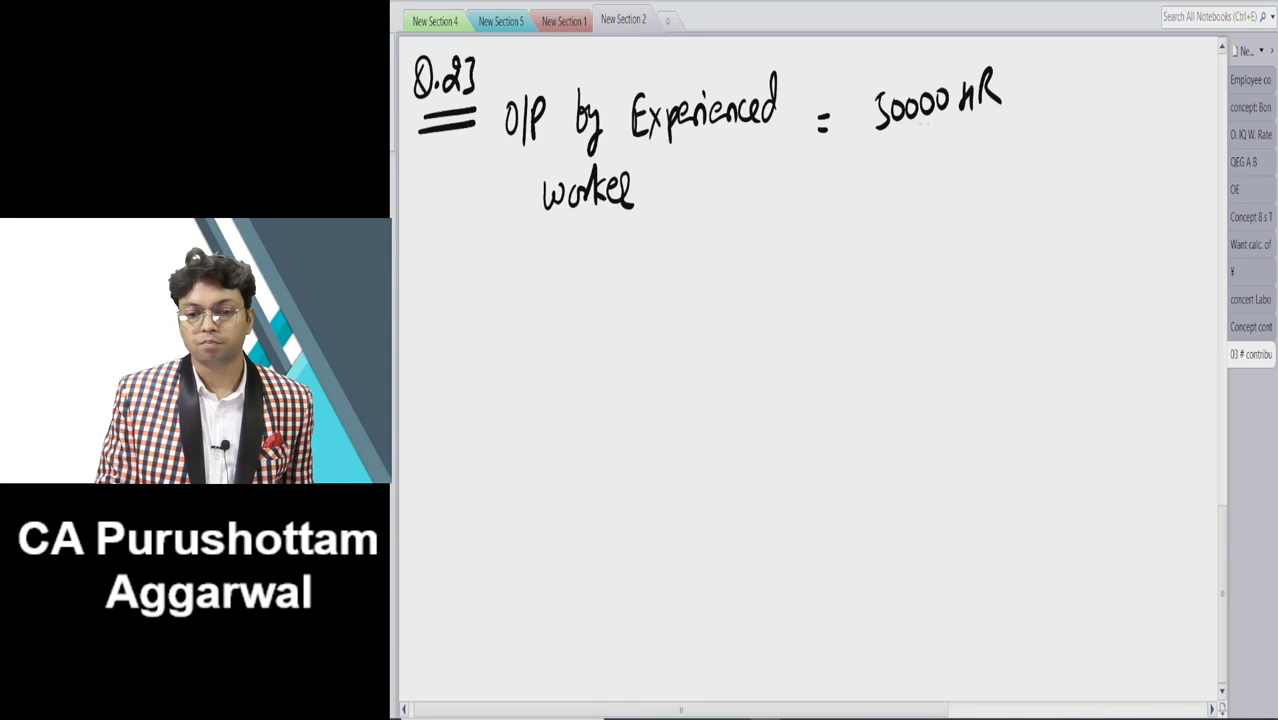 New Section 4
New Section 5
New Section 1
New Section 2
Search All Notebooks (Ctrl+E)
Ne...
Q.23
O/P by Experienced = 50000 HR
worker
Employee co
concept: Bon
O. IQ W. Rate
QEG A B
OE
Concept 8 s T
Want calc. of
¥
concert Labo
Concept cont
03 # contribu
CA Purushottam
Aggarwal